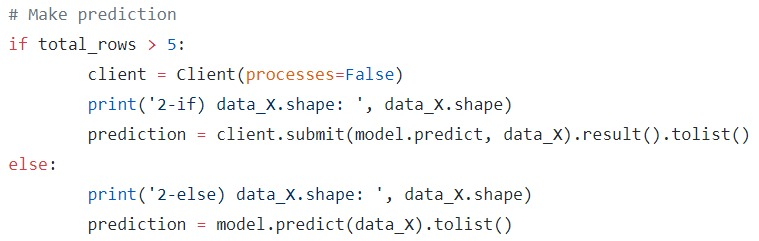 # Make prediction
if total_rows > 5:
        client = Client(processes=False)
        print('2-if) data_X.shape: ', data_X.shape)
        prediction = client.submit(model.predict, data_X).result().tolist()
else:
        print('2-else) data_X.shape: ', data_X.shape)
        prediction = model.predict(data_X).tolist()